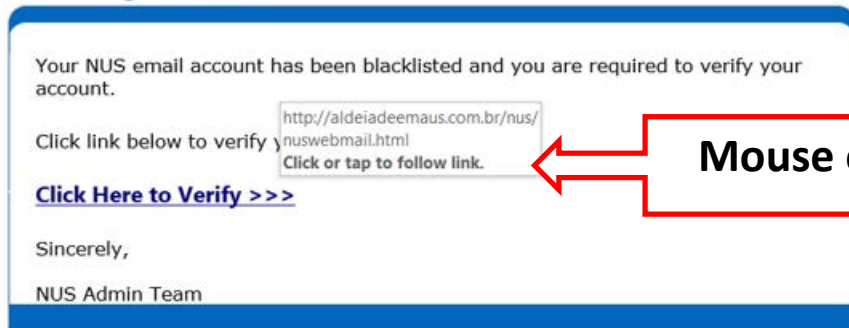 Your NUS email account has been blacklisted and you are required to verify your
account.
http://aldeiadeemaus.com.br/nus/
nuswebmail.html
Click or tap to follow link.
Click link below to verify
Mouse
Click Here to Verify >>>
Sincerely,
NUS Admin Team